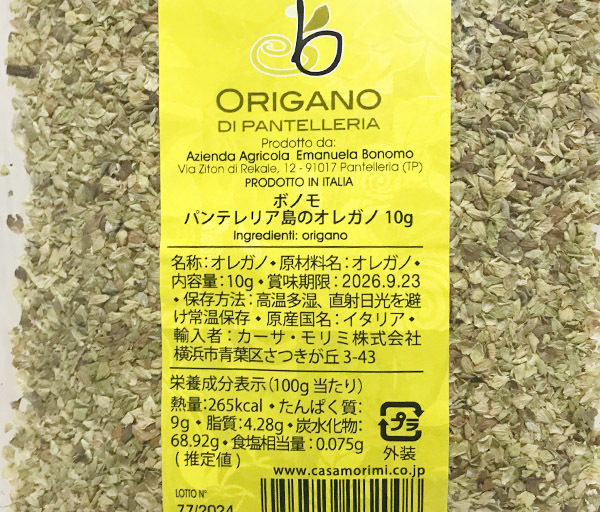 b
ORIGANO
DI PANTELLERIA
Prodotto da:
Azienda Agricola Emanuela Bonomo
Via Ziton di Rekale, 12 - 91017 Pantelleria (TP)
PRODOTTO IN ITALIA
ボノモ
パンテレリア島のオレガノ 10g
Ingredienti: origano
名称：オレガノ・原材料名：オレガノ・
内容量：10g・賞味期限：2026.9.23
・保存方法：高温多湿、直射日光を避
け常温保存・原産国名：イタリア・
輸入者：カーサ・モリミ株式会社
横浜市青葉区さつきが丘 3-43
栄養成分表示（100g 当たり）
熱量：265kcal・たんぱく質：
9g・脂質：4.28g・炭水化物：
68.92g・食塩相当量：0.075g
( 推定値 )
プラ
外装
www.casamorimi.co.jp
LOTTO N°
77/2024